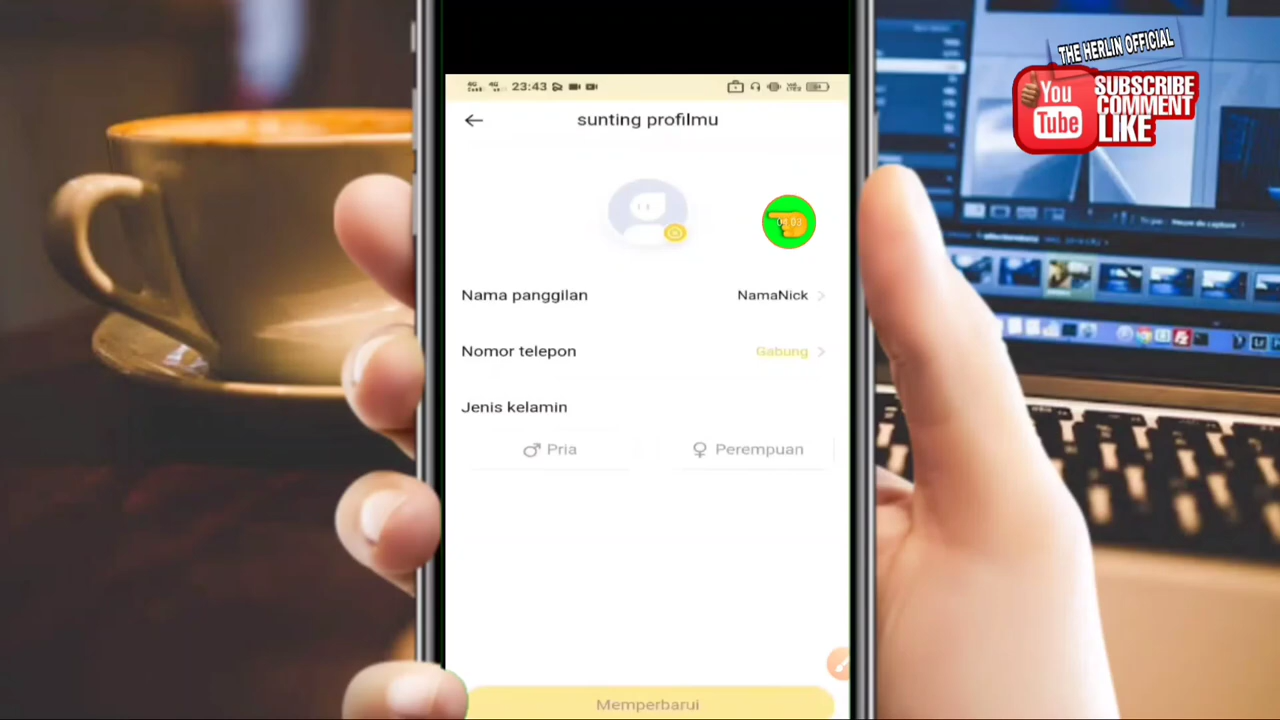 THE HERLIN OFFICIAL
You Tube
SUBSCRIBE
COMMENT
LIKE
23:43
sunting profilmu
Nama panggilan NamaNick
Nomor telepon Gabung
Jenis kelamin
Pria Perempuan
Memperbarui